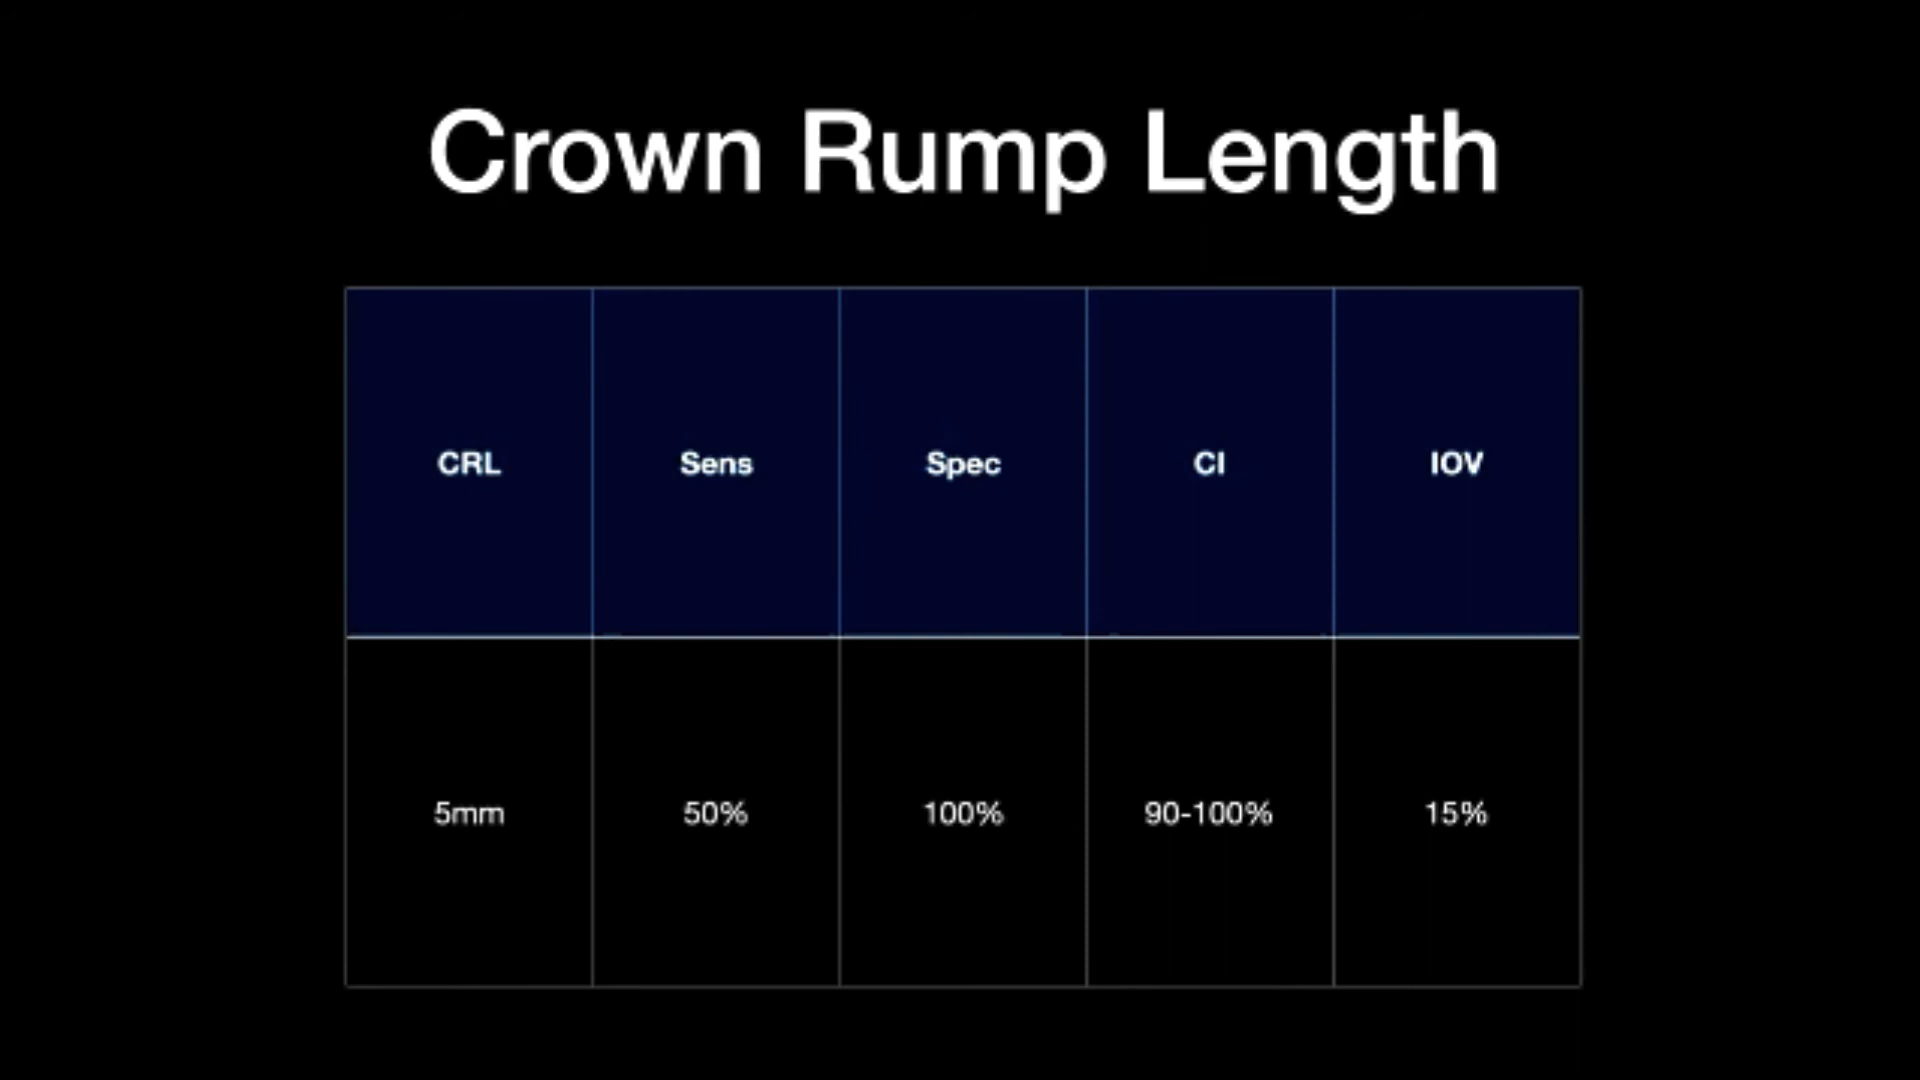 Crown Rump Length
CRL Sens Spec CI IOV
5mm 50% 100% 90-100% 15%